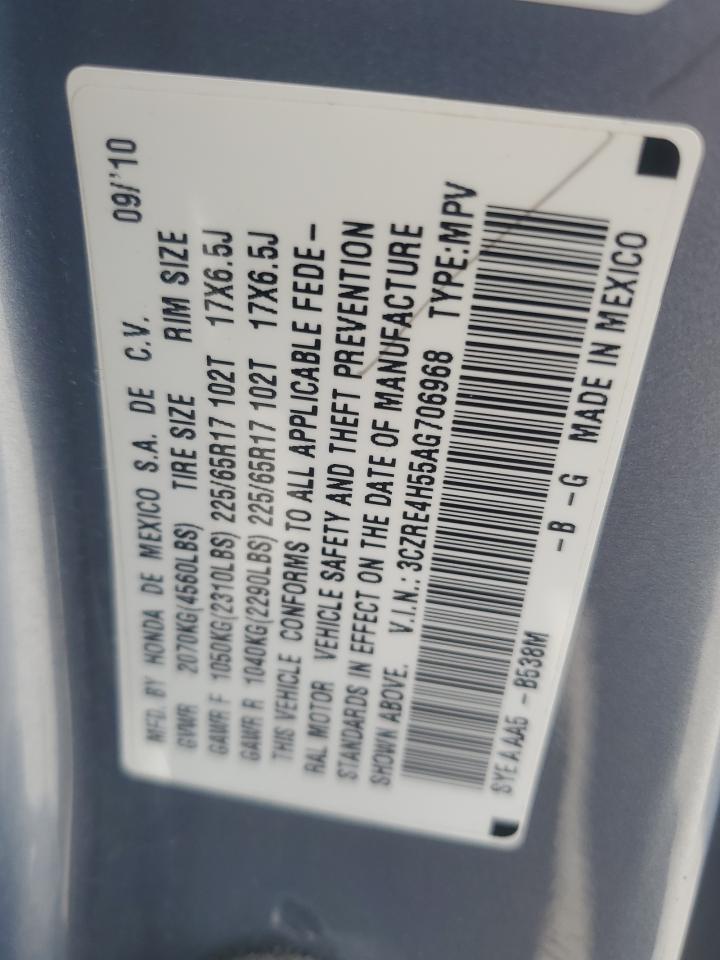 MFD. BY HONDA DE MEXICO S.A. DE C.V. 09/'10
GVWR 2070KG(4560LBS) TIRE SIZE RIM SIZE
GAWR F 1050KG(2310LBS) 225/65R17 102T 17X6.5J
GAWR R 1040KG(2290LBS) 225/65R17 102T 17X6.5J
THIS VEHICLE CONFORMS TO ALL APPLICABLE FEDE-
RAL MOTOR VEHICLE SAFETY AND THEFT PREVENTION
STANDARDS IN EFFECT ON THE DATE OF MANUFACTURE
SHOWN ABOVE. V.I.N.: 3CZRE4H55AG706968 TYPE:MPV
SYEAAAA5 -B538M -B -G MADE IN MEXICO